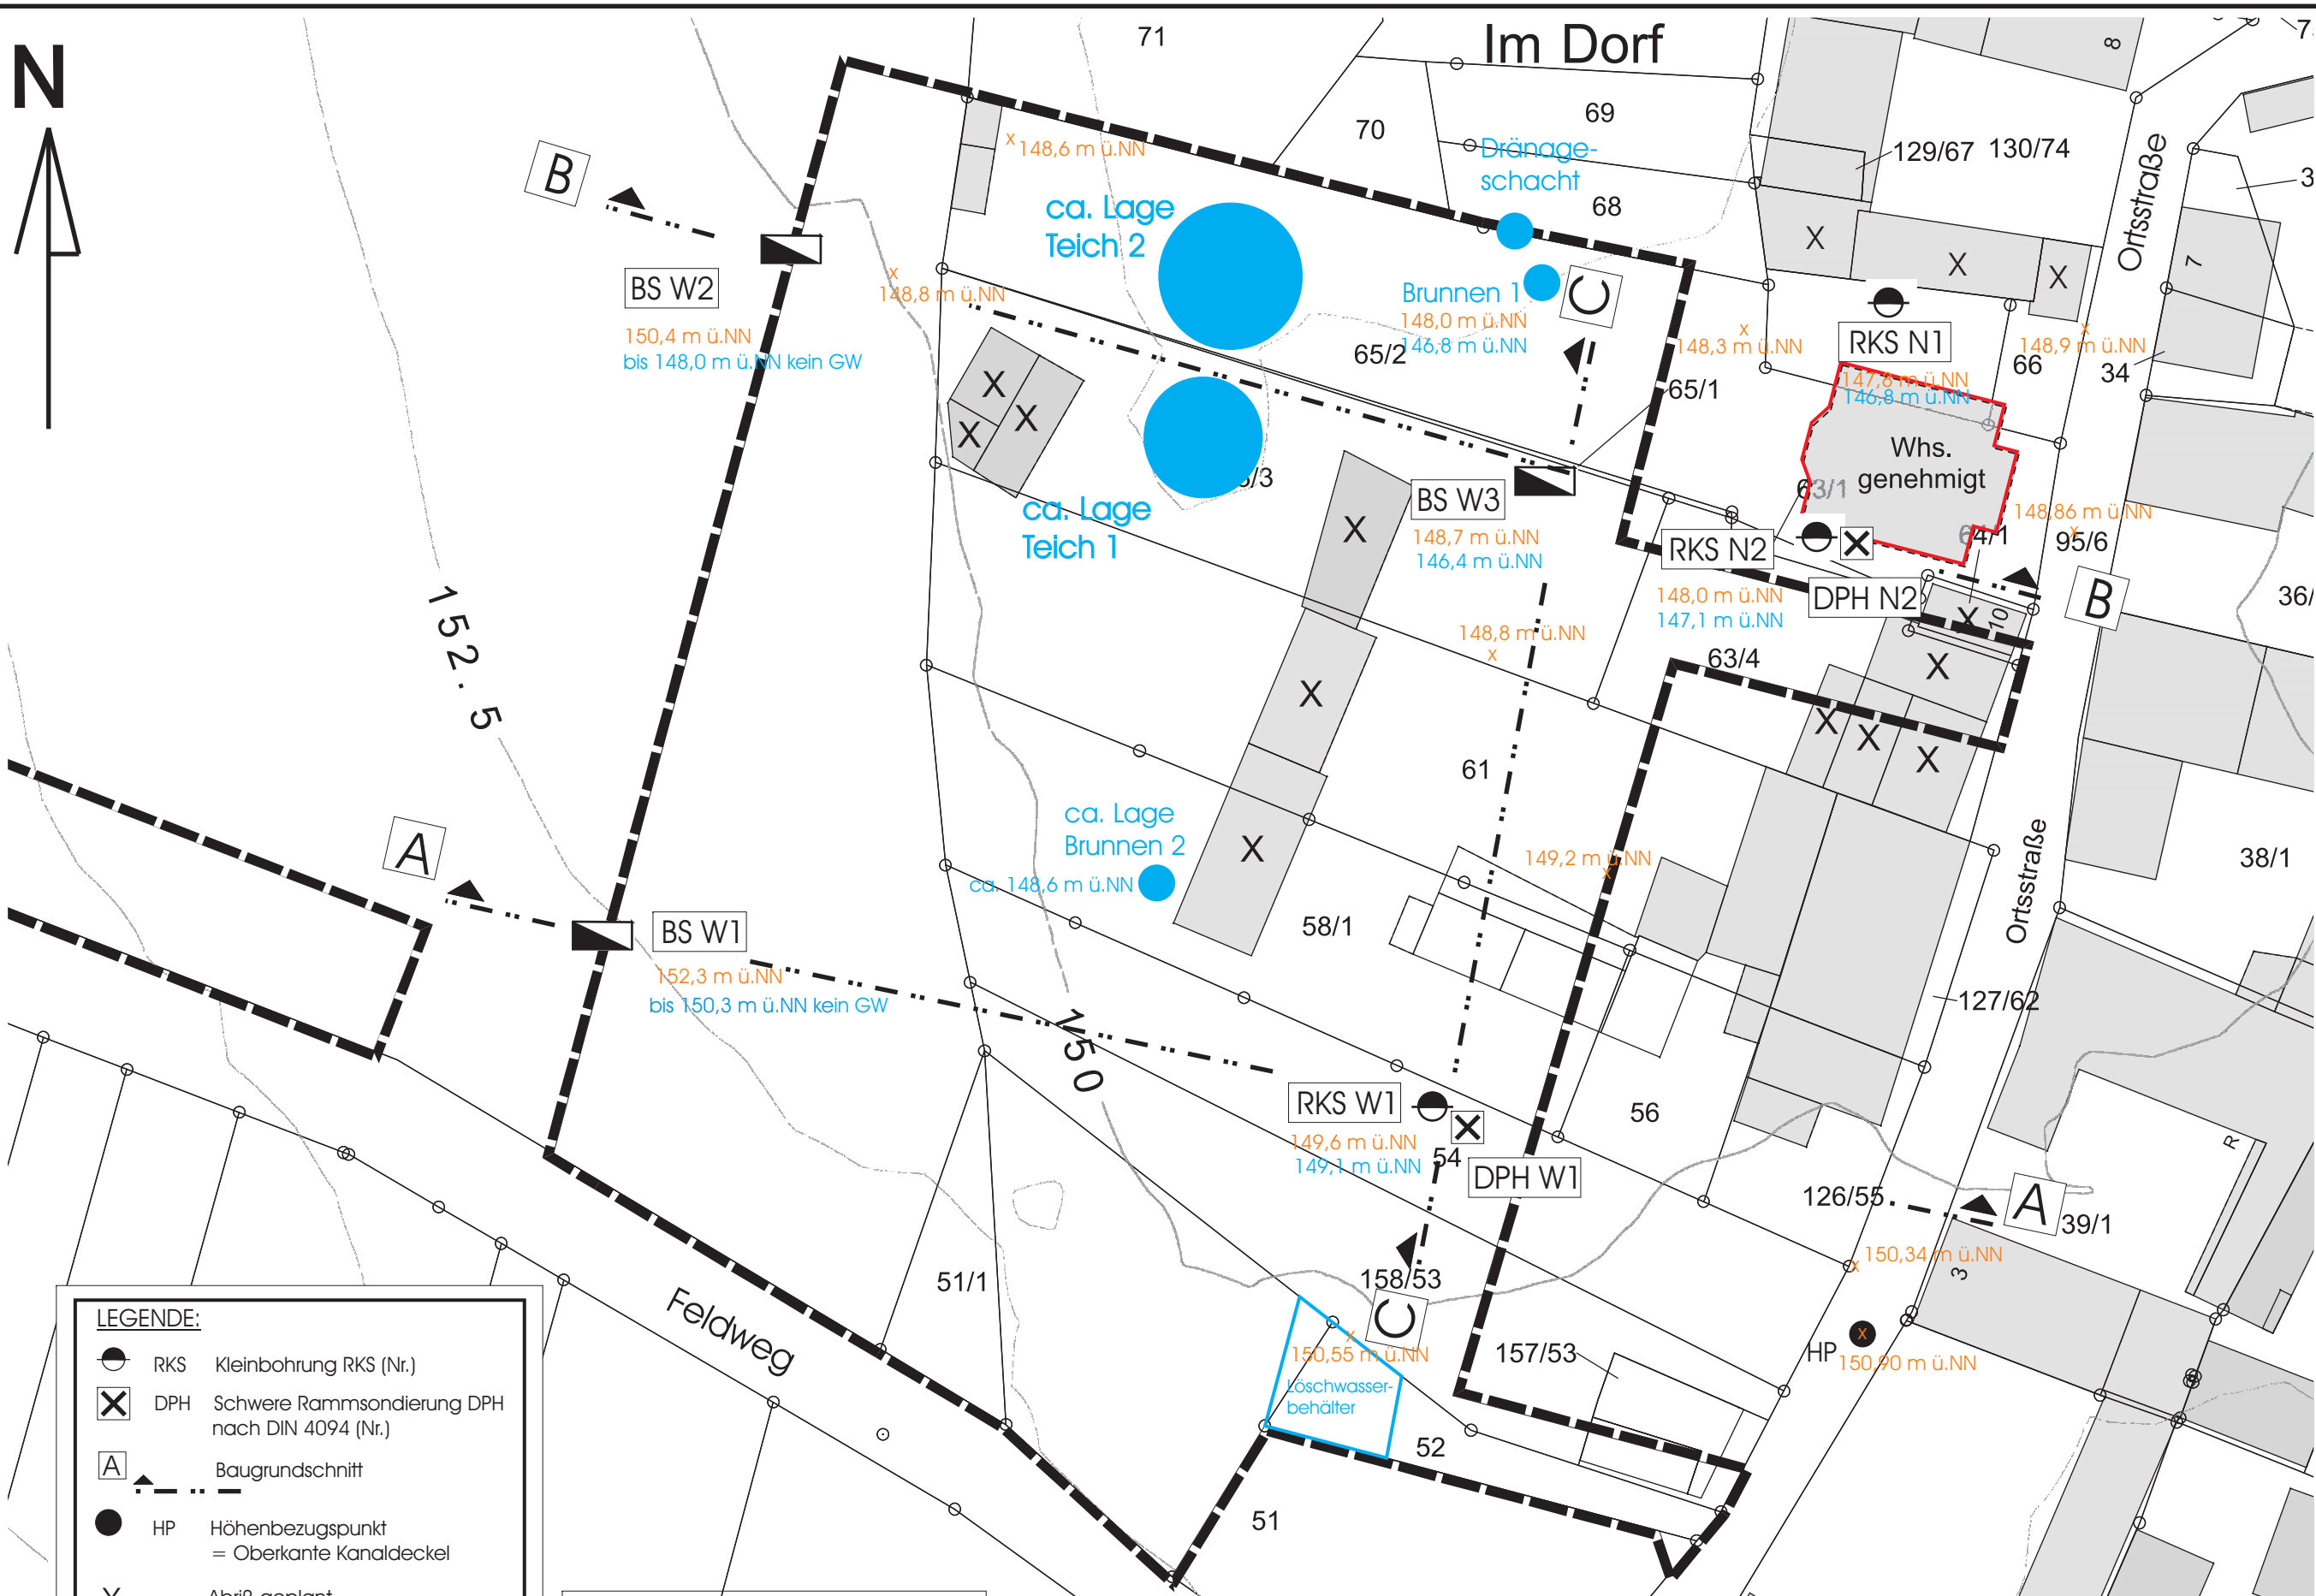 N
71
Im Dorf
69
70
68
8
129/67
130/74
Ortsstraße
B
148,6 m ü.NN
Dränage-
schacht
ca. Lage
Teich 2
BS W2
150,4 m ü.NN
bis 148,0 m ü.NN kein GW
148,8 m ü.NN
Brunnen 1
148,0 m ü.NN
146,8 m ü.NN
C
65/2
65/1
X
X
X
7
RKS N1
148,3 m ü.NN
147,8 m ü.NN
146,8 m ü.NN
148,9 m ü.NN
66
34
X
X
X
Whs.
genehmigt
63/1
ca. Lage
Teich 1
BS W3
148,7 m ü.NN
146,4 m ü.NN
X
RKS N2
148,0 m ü.NN
147,1 m ü.NN
DPH N2
148,86 m ü.NN
64/1
95/6
B
36/
152.5
148,8 m ü.NN
63/4
X
10
X
X
X
X
X
61
A
ca. Lage
Brunnen 2
ca. 148,6 m ü.NN
X
149,2 m ü.NN
Ortsstraße
38/1
BS W1
152,3 m ü.NN
bis 150,3 m ü.NN kein GW
58/1
127/62
150
RKS W1
149,6 m ü.NN
149,1 m ü.NN
54
DPH W1
56
R
126/55
A
39/1
150,34 m ü.NN
3
51/1
158/53
C
Feldweg
150,55 m ü.NN
Löschwasser-
behälter
157/53
HP
150,90 m ü.NN
52
51
LEGENDE:
RKS Kleinbohrung RKS (Nr.)
DPH Schwere Rammsondierung DPH
nach DIN 4094 (Nr.)
A Baugrundschnitt
HP Höhenbezugspunkt
= Oberkante Kanaldeckel
X Abriß geplant